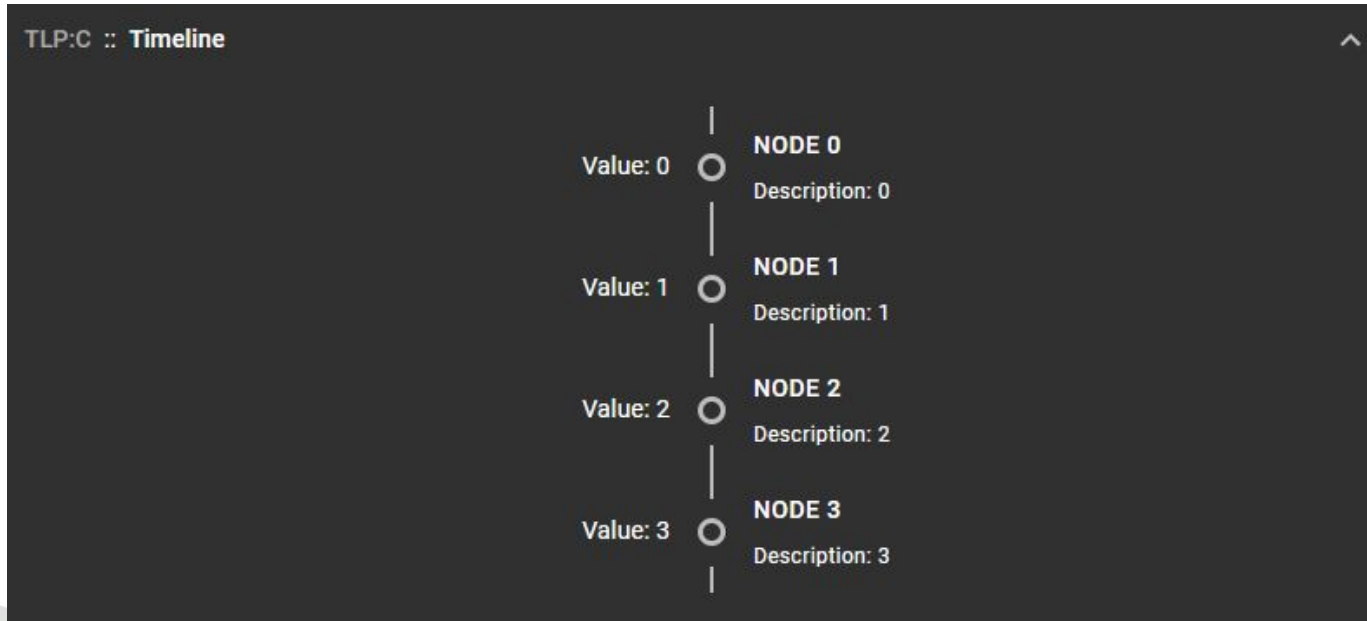 TLP:C :: Timeline
Value: 0
NODE 0
Description: 0
Value: 1
NODE 1
Description: 1
Value: 2
NODE 2
Description: 2
Value: 3
NODE 3
Description: 3